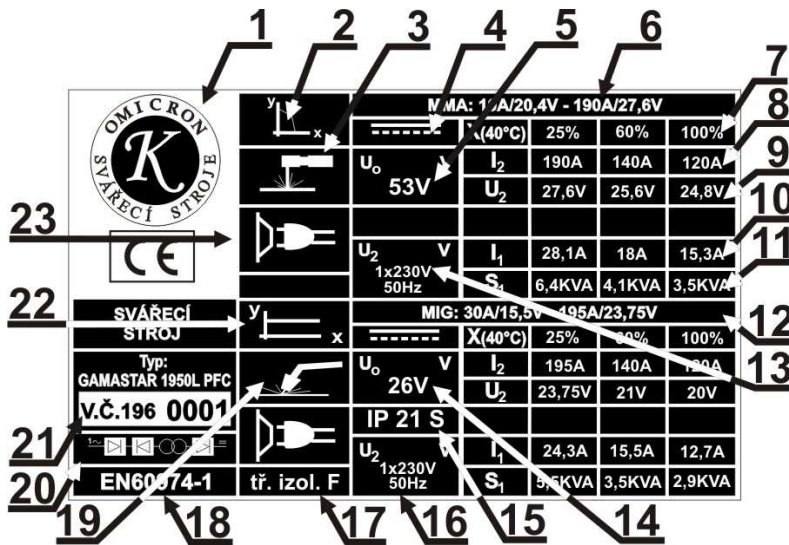 1 2 3 4 5 6
7
8
9
10
11
12
13
14
15
16
17
18
19
20
21
22
23
OMICRON
K
SVÁŘECÍ STROJE
CE
SVÁŘECÍ
STROJ
Typ:
GAMASTAR 1950L PFC
V.Č.196 0001
1~ =
EN60974-1
y
x
y
x
tř. izol. F
MMA: 10A/20,4V - 190A/27,6V
X(40°C) 25% 60% 100%
U₀ V
53V
I₂ 190A 140A 120A
U₂ 27,6V 25,6V 24,8V
U₂ V
1x230V
50Hz
I₁ 28,1A 18A 15,3A
S₁ 6,4KVA 4,1KVA 3,5KVA
MIG: 30A/15,5V - 195A/23,75V
X(40°C) 25% 60% 100%
U₀ V
26V
I₂ 195A 140A 120A
U₂ 23,75V 21V 20V
IP 21 S
U₂ V
1x230V
50Hz
I₁ 24,3A 15,5A 12,7A
S₁ 5,5KVA 3,5KVA 2,9KVA